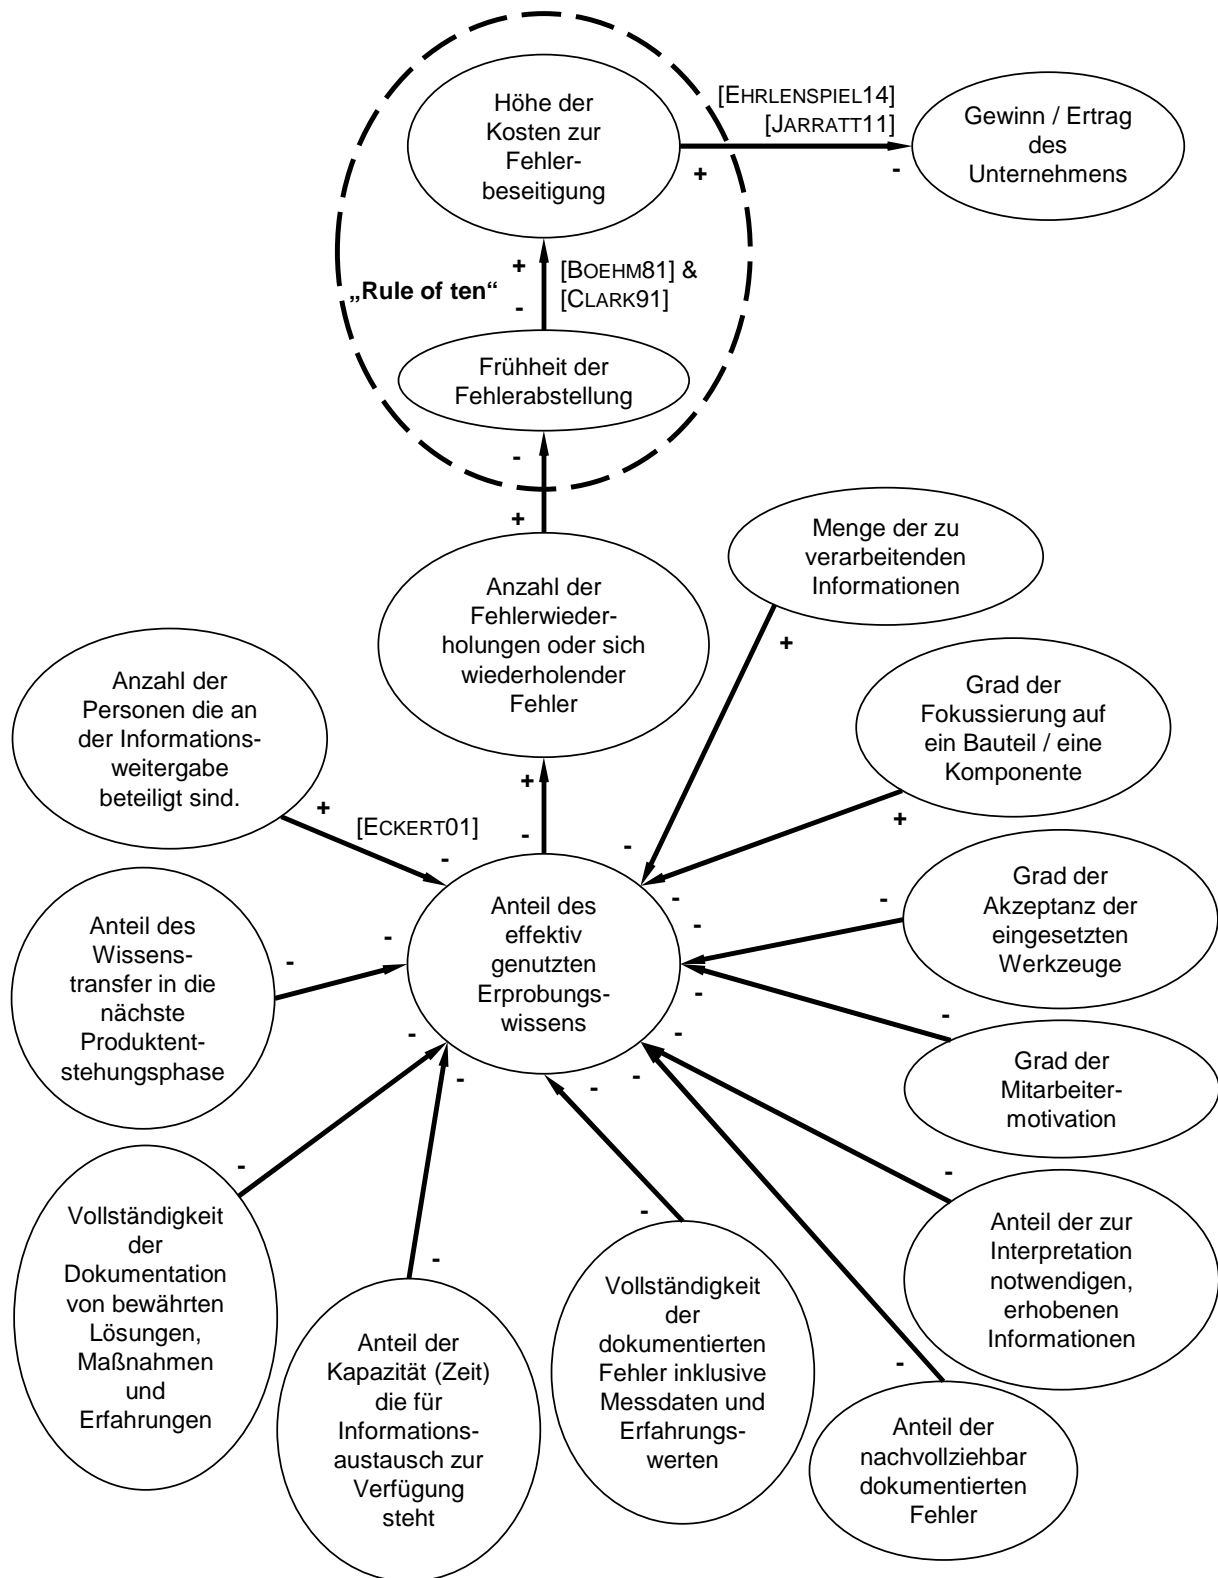 Höhe der
Kosten zur
Fehler-
beseitigung
[EHRLENSPIEL14]
[JARRATT11]
+
-
Gewinn / Ertrag
des
Unternehmens
+
„Rule of ten“
-
[BOEHM81] &
[CLARK91]
Frühheit der
Fehlerabstellung
-
+
Menge der zu
verarbeitenden
Informationen
+
Anzahl der
Fehlerwieder-
holungen oder sich
wiederholender
Fehler
Anzahl der
Personen die an
der Informations-
weitergabe
beteiligt sind.
Grad der
Fokussierung auf
ein Bauteil / eine
Komponente
+
+
[ECKERT01]
-
+
-
-
-
Anteil des
effektiv
genutzten
Erprobungs-
wissens
Grad der
Akzeptanz der
eingesetzten
Werkzeuge
-
-
-
Anteil des
Wissens-
transfer in die
nächste
Produktent-
stehungsphase
-
-
-
-
Grad der
Mitarbeiter-
motivation
-
-
-
-
-
-
-
Vollständigkeit
der
Dokumentation
von bewährten
Lösungen,
Maßnahmen
und
Erfahrungen
-
Anteil der
Kapazität (Zeit)
die für
Informations-
austausch zur
Verfügung
steht
-
Vollständigkeit
der
dokumentierten
Fehler inklusive
Messdaten und
Erfahrungs-
werten
-
Anteil der zur
Interpretation
notwendigen,
erhobenen
Informationen
-
Anteil der
nachvollziehbar
dokumentierten
Fehler